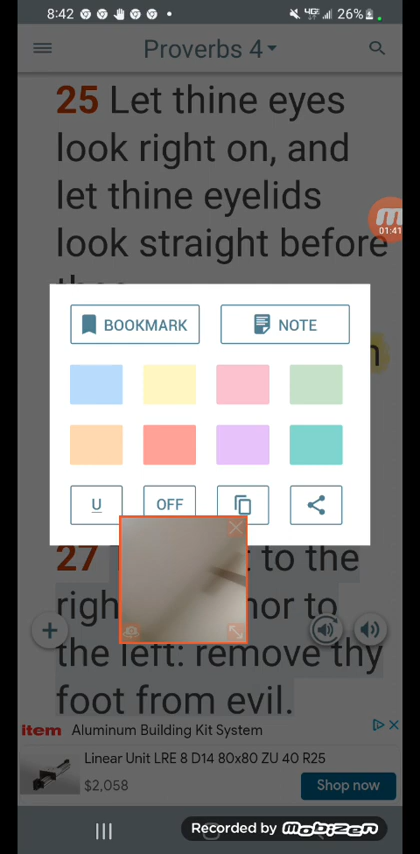 8:42
4G 26%
Proverbs 4
25 Let thine eyes
look right on, and
let thine eyelids
look straight before
01:41
BOOKMARK
NOTE
U
OFF
27
to the
nor to
the left: remove thy
foot from evil.
item Aluminum Building Kit System
Linear Unit LRE 8 D14 80x80 ZU 40 R25
$2,058
Shop now
Recorded by mobizen